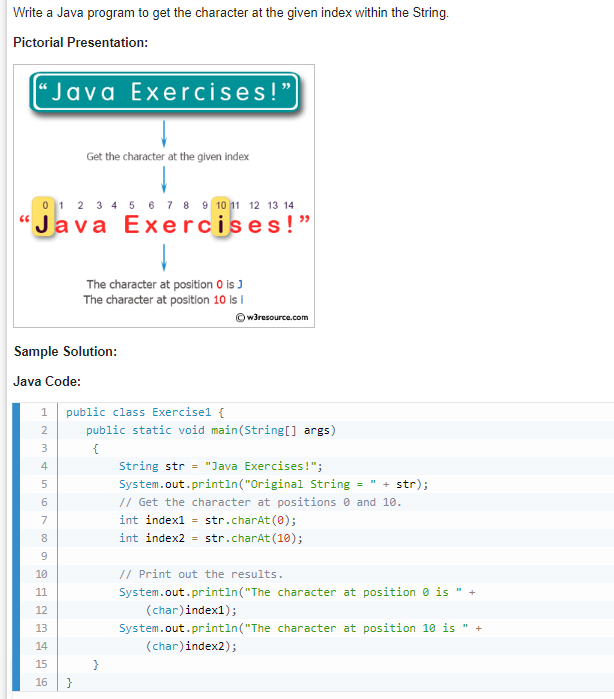 Write a Java program to get the character at the given index within the String.
Pictorial Presentation:
“Java Exercises!”
Get the character at the given index
0 1 2 3 4 5 6 7 8 9 10 11 12 13 14
“Java Exercises!”
The character at position 0 is J
The character at position 10 is i
© w3resource.com
Sample Solution:
Java Code:
1 public class Exercise1 {
2 public static void main(String[] args)
3 {
4 String str = "Java Exercises!";
5 System.out.println("Original String = " + str);
6 // Get the character at positions 0 and 10.
7 int index1 = str.charAt(0);
8 int index2 = str.charAt(10);
9
10 // Print out the results.
11 System.out.println("The character at position 0 is " +
12 (char)index1);
13 System.out.println("The character at position 10 is " +
14 (char)index2);
15 }
16 }